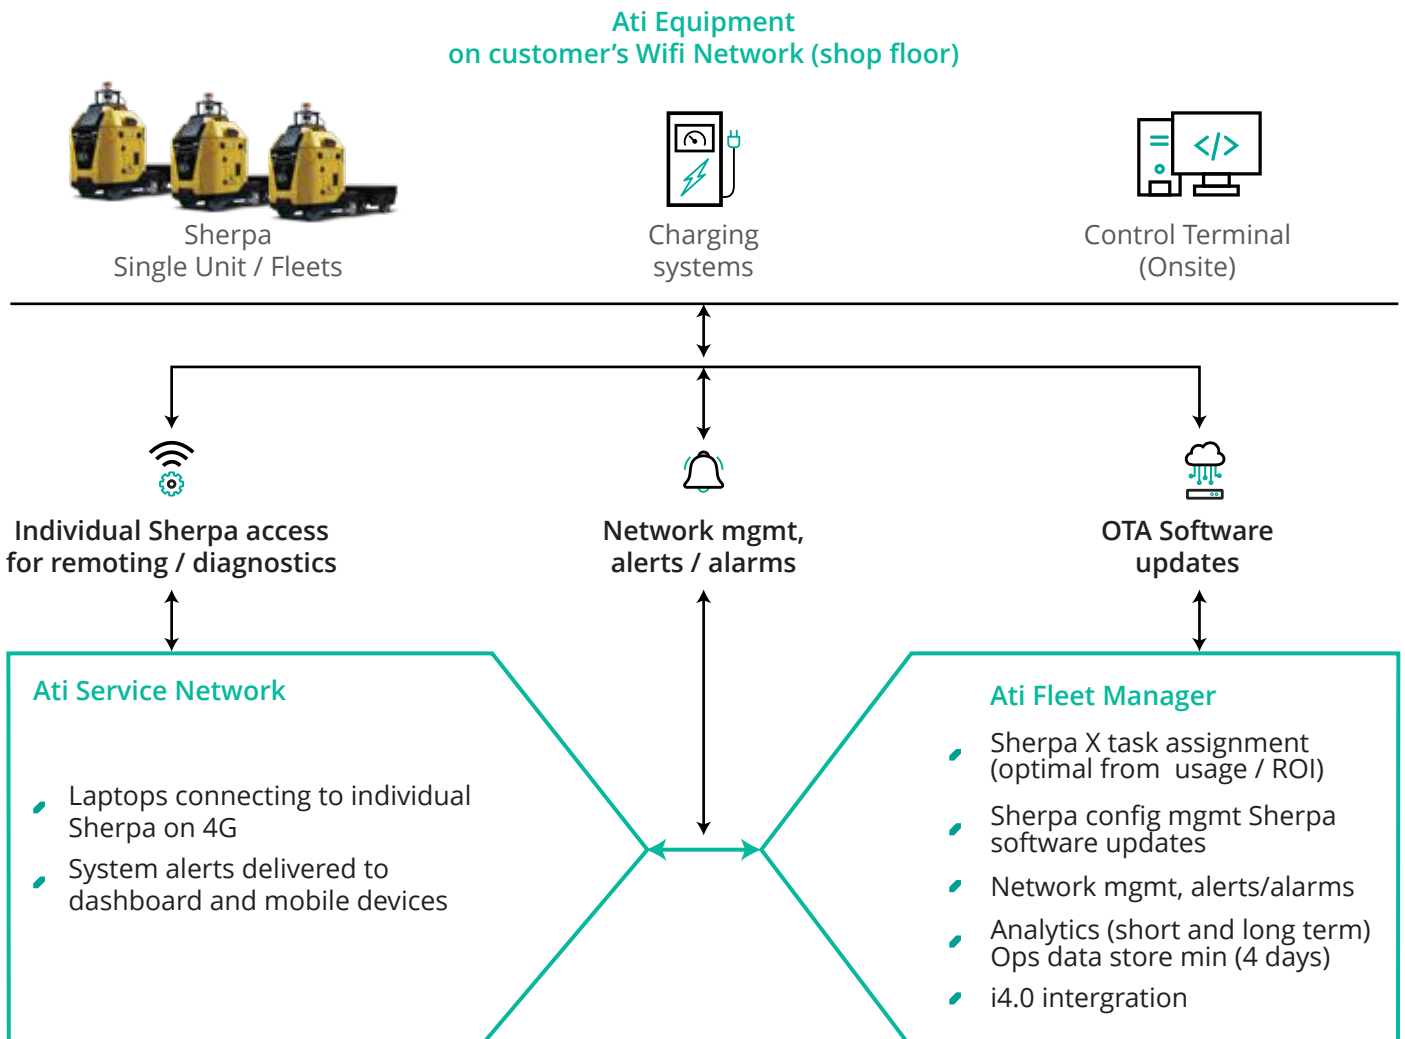 Ati Equipment
on customer's Wifi Network (shop floor)
Sherpa
Single Unit / Fleets
Charging
systems
Control Terminal
(Onsite)
</>
Individual Sherpa access
for remoting / diagnostics
Network mgmt,
alerts / alarms
OTA Software
updates
Ati Service Network
Laptops connecting to individual
Sherpa on 4G
System alerts delivered to
dashboard and mobile devices
Ati Fleet Manager
Sherpa X task assignment
(optimal from usage / ROI)
Sherpa config mgmt Sherpa
software updates
Network mgmt, alerts/alarms
Analytics (short and long term)
Ops data store min (4 days)
i4.0 intergration